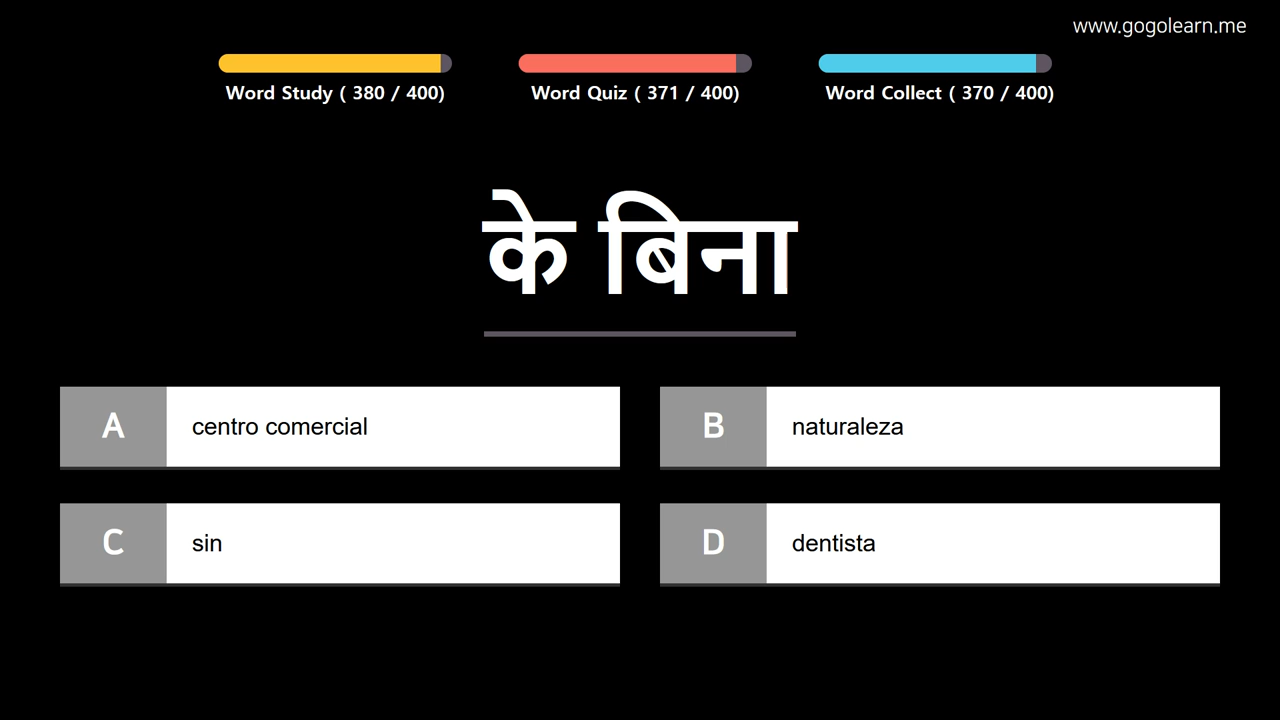 www.gogolearn.me
Word Study ( 380 / 400)
Word Quiz ( 371 / 400)
Word Collect ( 370 / 400)
के बिना
A centro comercial
B naturaleza
C sin
D dentista